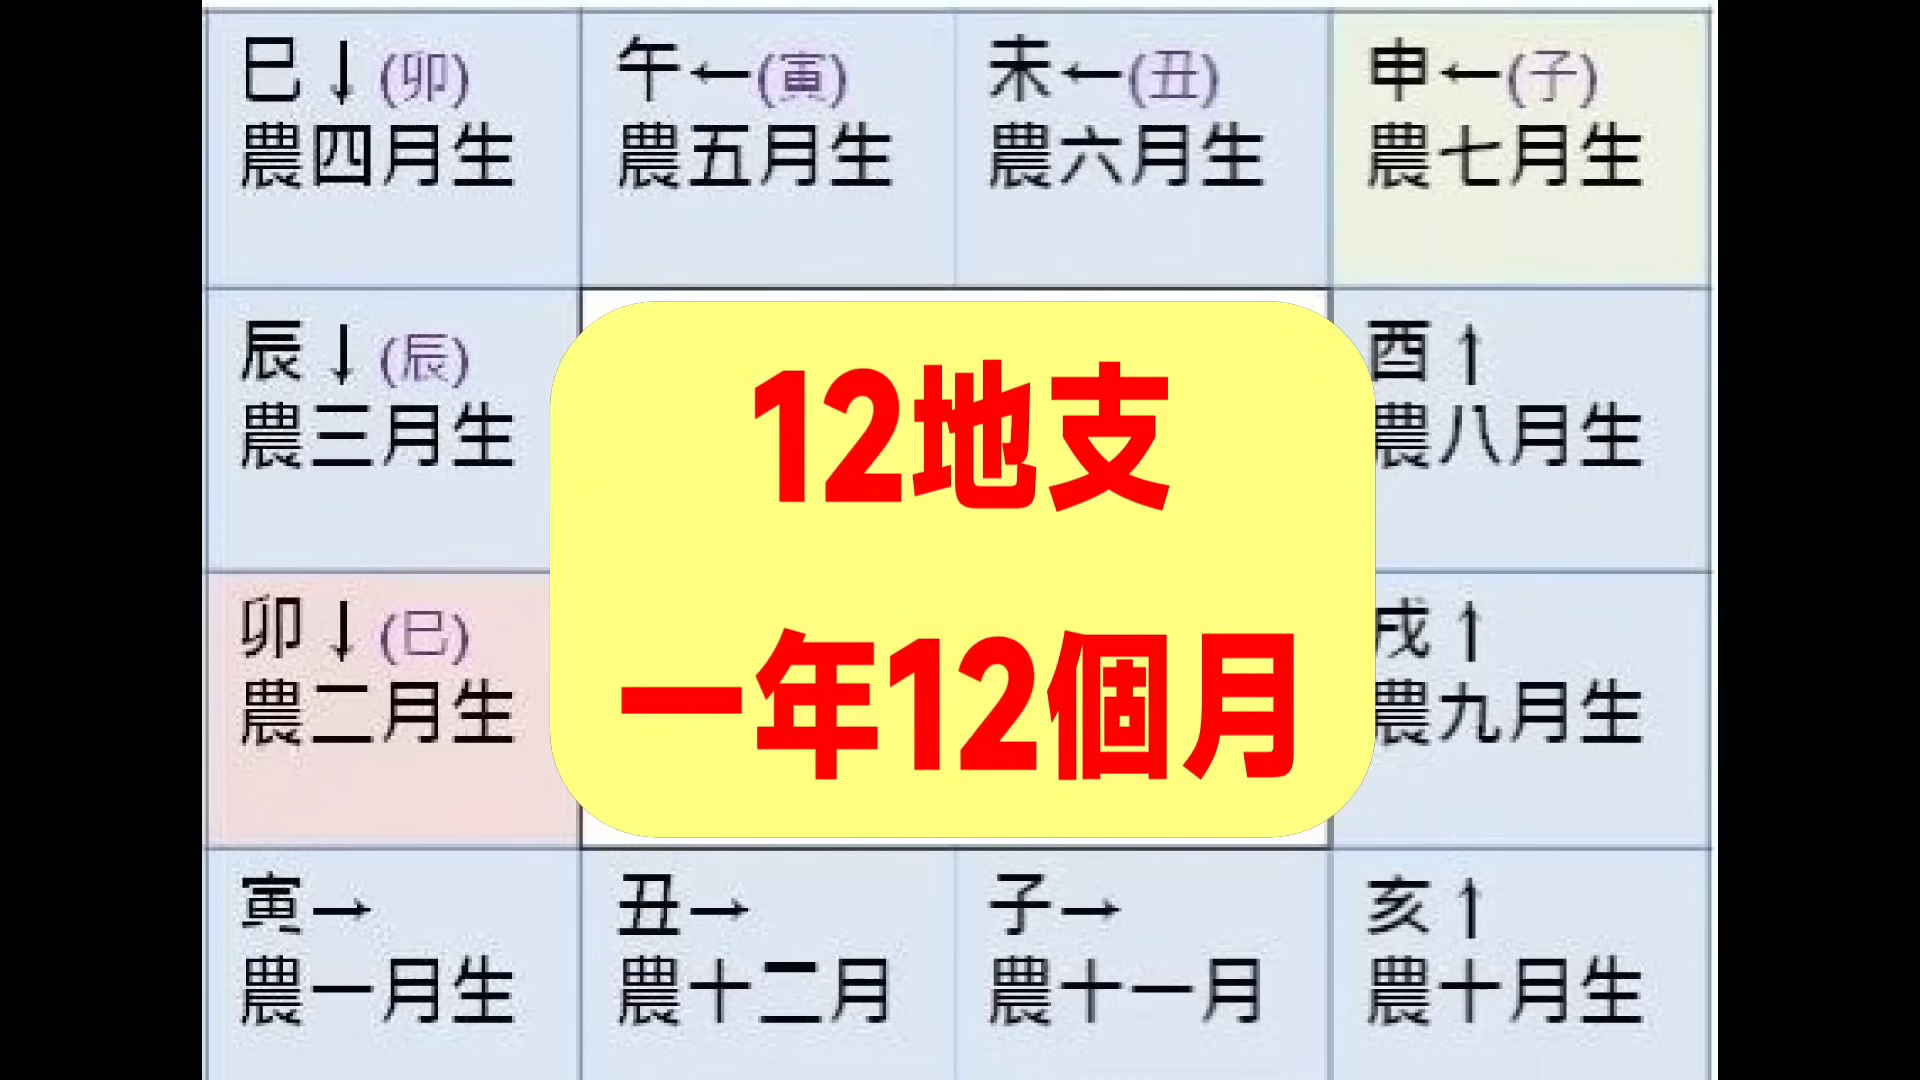 巳↓(卯)
農四月生
午←(寅)
農五月生
未←(丑)
農六月生
申←(子)
農七月生
辰↓(辰)
農三月生
酉↑
農八月生
12地支
一年12個月
卯↓(巳)
農二月生
戌↑
農九月生
寅→
農一月生
丑→
農十二月
子→
農十一月
亥↑
農十月生